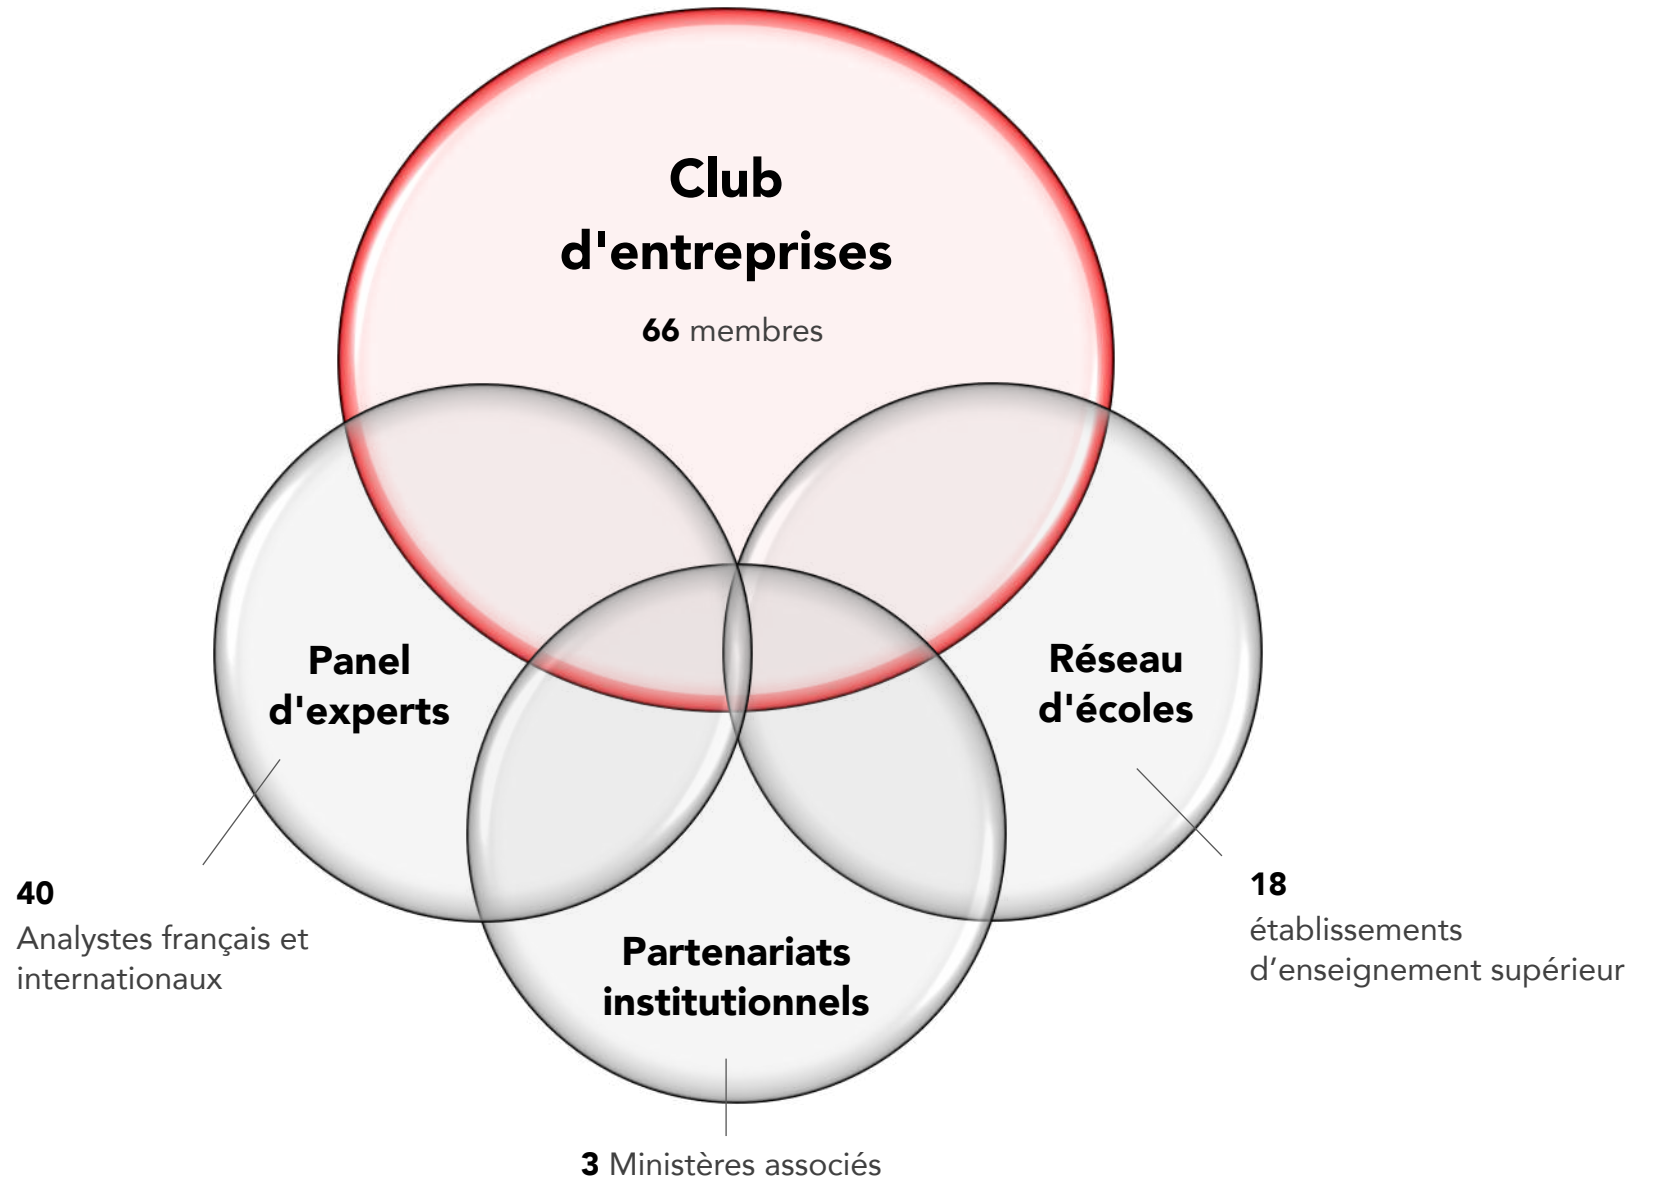 Club
d'entreprises
66 membres
Panel
d'experts
Réseau
d'écoles
40
Analystes français et
internationaux
18
établissements
d’enseignement supérieur
Partenariats
institutionnels
3 Ministères associés